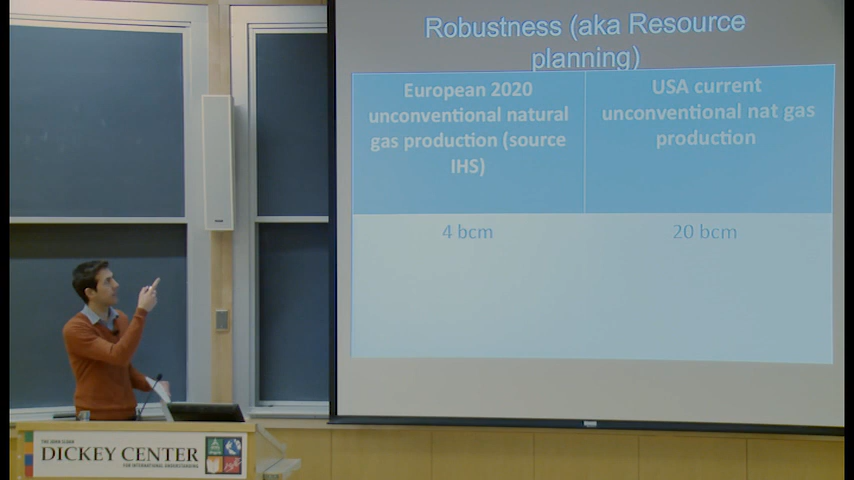 Robustness (aka Resource
planning)
European 2020
unconventional natural
gas production (source
IHS)
USA current
unconventional nat gas
production
4 bcm
20 bcm
THE JOHN SLOAN
DICKEY CENTER
FOR INTERNATIONAL UNDERSTANDING